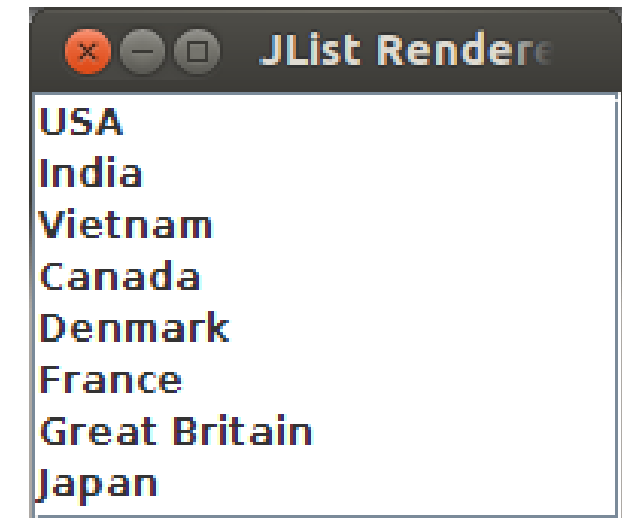 JList Rendere
USA
India
Vietnam
Canada
Denmark
France
Great Britain
Japan